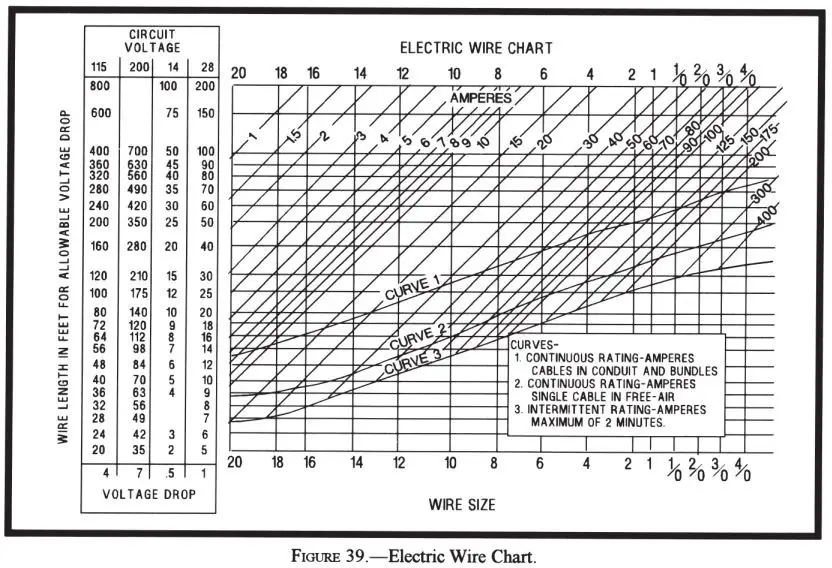 CIRCUIT
VOLTAGE
115 200 14 28
800 100 200
600 75 150
400 700 50 100
360 630 45 90
320 560 40 80
280 490 35 70
240 420 30 60
200 350 25 50
160 280 20 40
120 210 15 30
100 175 12 25
80 140 10 20
72 120 9 18
64 112 8 16
56 98 7 14
48 84 6 12
40 70 5 10
36 63 4 9
32 56 8
28 49 7
24 42 3 6
20 35 2 5
4 7 .5 1
VOLTAGE DROP
WIRE LENGTH IN FEET FOR ALLOWABLE VOLTAGE DROP
ELECTRIC WIRE CHART
20 18 16 14 12 10 8 6 4 2 1 1/0 2/0 3/0 4/0
AMPERES
1 1.5 2 3 4 5 6 7 8 9 10 15 20 30 40 50 60 70 80 90 100 125 150 175 200
300
400
CURVE 1
CURVE 2
CURVE 3
CURVES-
1. CONTINUOUS RATING-AMPERES
CABLES IN CONDUIT AND BUNDLES
2. CONTINUOUS RATING-AMPERES
SINGLE CABLE IN FREE-AIR
3. INTERMITTENT RATING-AMPERES
MAXIMUM OF 2 MINUTES.
20 18 16 14 12 10 8 6 4 2 1 1/0 2/0 3/0 4/0
WIRE SIZE
FIGURE 39.—Electric Wire Chart.